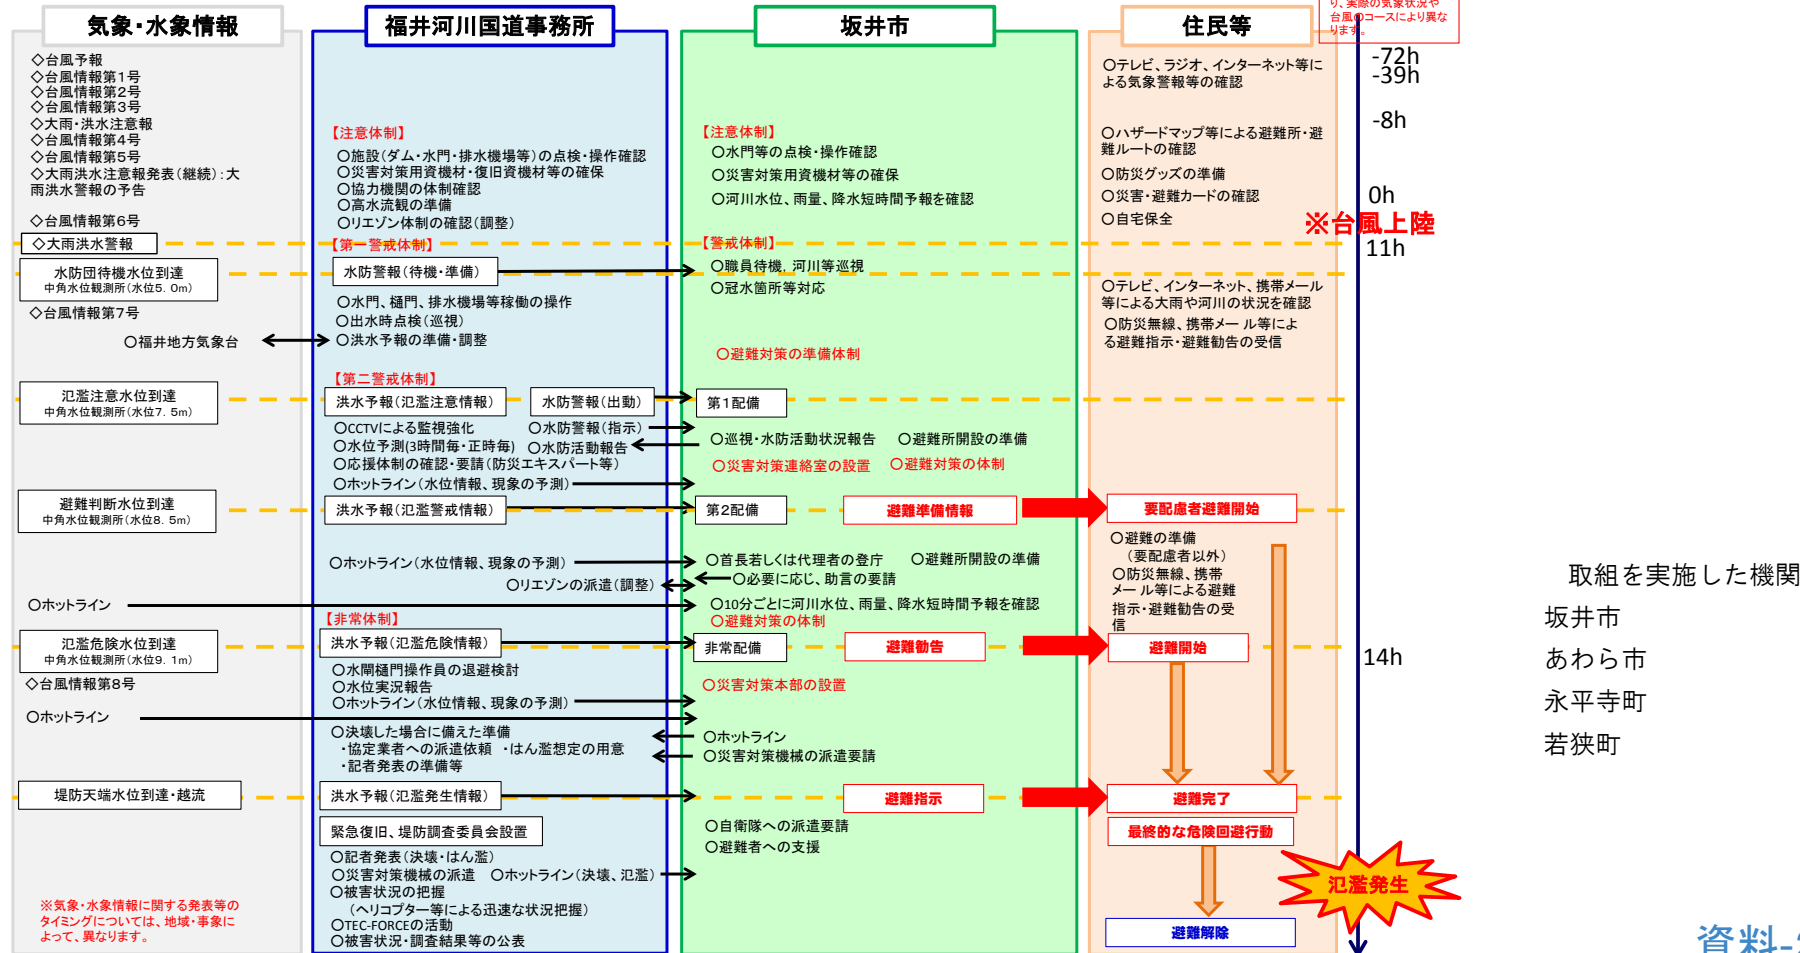 気象・水象情報
◇台風予報
◇台風情報第1号
◇台風情報第2号
◇台風情報第3号
◇大雨・洪水注意報
◇台風情報第4号
◇台風情報第5号
◇大雨洪水注意報発表(継続):大
雨洪水警報の予告
◇台風情報第6号
◇大雨洪水警報
水防団待機水位到達
中角水位観測所(水位5.0m)
◇台風情報第7号
○福井地方気象台
氾濫注意水位到達
中角水位観測所(水位7.5m)
避難判断水位到達
中角水位観測所(水位8.5m)
○ホットライン
氾濫危険水位到達
中角水位観測所(水位9.1m)
◇台風情報第8号
○ホットライン
堤防天端水位到達・越流
※気象・水象情報に関する発表等の
タイミングについては、地域・事象に
よって、異なります。
福井河川国道事務所
【注意体制】
○施設(ダム・水門・排水機場等)の点検・操作確認
○災害対策用資機材・復旧資機材等の確保
○協力機関の体制確認
○高水流観の準備
○リエゾン体制の確認(調整)
【第一警戒体制】
水防警報(待機・準備)
○水門、樋門、排水機場等稼働の操作
○出水時点検(巡視)
○洪水予報の準備・調整
【第二警戒体制】
洪水予報(氾濫注意情報)
水防警報(出動)
○CCTVによる監視強化
○水防警報(指示)
○水位予測(3時間毎・正時毎)
○水防活動報告
○応援体制の確認・要請(防災エキスパート等)
○ホットライン(水位情報、現象の予測)
洪水予報(氾濫警戒情報)
○ホットライン(水位情報、現象の予測)
○リエゾンの派遣(調整)
【非常体制】
洪水予報(氾濫危険情報)
○水閘樋門操作員の退避検討
○水位実況報告
○ホットライン(水位情報、現象の予測)
○決壊した場合に備えた準備
・協定業者への派遣依頼 ・はん濫想定の用意
・記者発表の準備等
洪水予報(氾濫発生情報)
緊急復旧、堤防調査委員会設置
○記者発表(決壊・はん濫)
○災害対策機械の派遣 ○ホットライン(決壊、氾濫)
○被害状況の把握
(ヘリコプター等による迅速な状況把握)
○TEC-FORCEの活動
○被害状況・調査結果等の公表
坂井市
【注意体制】
○水門等の点検・操作確認
○災害対策用資機材等の確保
○河川水位、雨量、降水短時間予報を確認
【警戒体制】
○職員待機, 河川等巡視
○冠水箇所等対応
○避難対策の準備体制
第1配備
○巡視・水防活動状況報告 ○避難所開設の準備
○災害対策連絡室の設置 ○避難対策の体制
第2配備
避難準備情報
○首長若しくは代理者の登庁 ○避難所開設の準備
○必要に応じ、助言の要請
○10分ごとに河川水位、雨量、降水短時間予報を確認
○避難対策の体制
非常配備
避難勧告
○災害対策本部の設置
○ホットライン
○災害対策機械の派遣要請
避難指示
○自衛隊への派遣要請
○避難者への支援
住民等
○テレビ、ラジオ、インターネット等に
よる気象警報等の確認
○ハザードマップ等による避難所・避
難ルートの確認
○防災グッズの準備
○災害・避難カードの確認
○自宅保全
○テレビ、インターネット、携帯メール
等による大雨や河川の状況を確認
○防災無線、携帯メール等によ
る避難指示・避難勧告の受信
要配慮者避難開始
○避難の準備
(要配慮者以外)
○防災無線、携帯
メール等による避難
指示・避難勧告の受
信
避難開始
避難完了
最終的な危険回避行動
避難解除
り、実際の気象状況や
台風のコースにより異な
ります。
-72h
-39h
-8h
0h
※台風上陸
11h
14h
氾濫発生
取組を実施した機関
坂井市
あわら市
永平寺町
若狭町
資料-